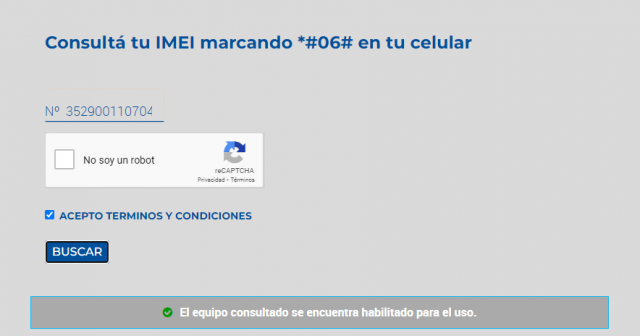 Consultá tu IMEI marcando *#06# en tu celular
Nº 352900110704
No soy un robot
reCAPTCHA
Privacidad - Términos
ACEPTO TERMINOS Y CONDICIONES
BUSCAR
El equipo consultado se encuentra habilitado para el uso.